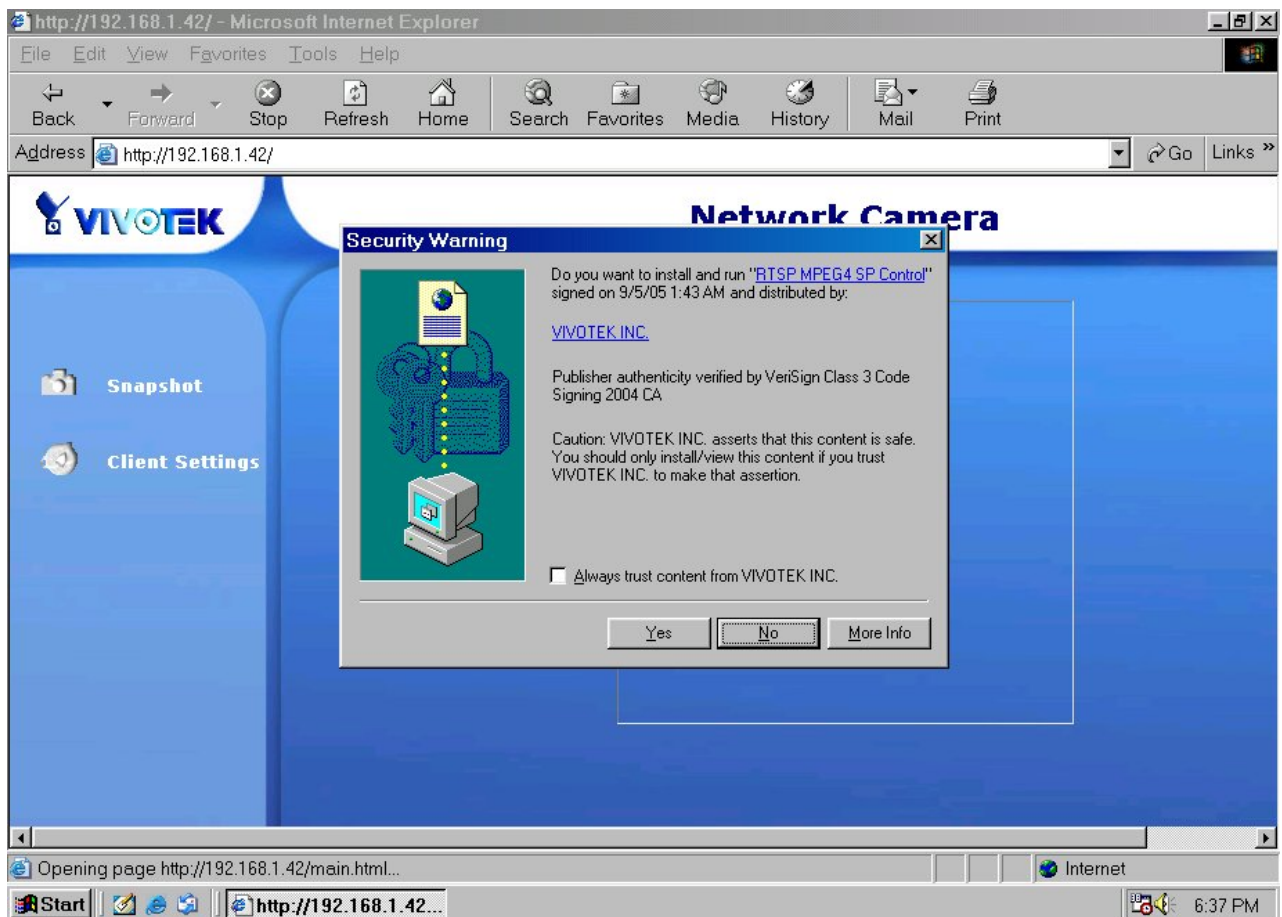 http://192.168.1.42/ - Microsoft Internet Explorer
File Edit View Favorites Tools Help
Back Forward Stop Refresh Home Search Favorites Media History Mail Print
Address http://192.168.1.42/ Go Links »
VIVOTEK
Network Camera
Snapshot
Client Settings
Security Warning
Do you want to install and run "RTSP MPEG4 SP Control"
signed on 9/5/05 1:43 AM and distributed by:
VIVOTEK INC.
Publisher authenticity verified by VeriSign Class 3 Code
Signing 2004 CA
Caution: VIVOTEK INC. asserts that this content is safe.
You should only install/view this content if you trust
VIVOTEK INC. to make that assertion.
Always trust content from VIVOTEK INC.
Yes No More Info
Opening page http://192.168.1.42/main.html... Internet
Start http://192.168.1.42... 6:37 PM